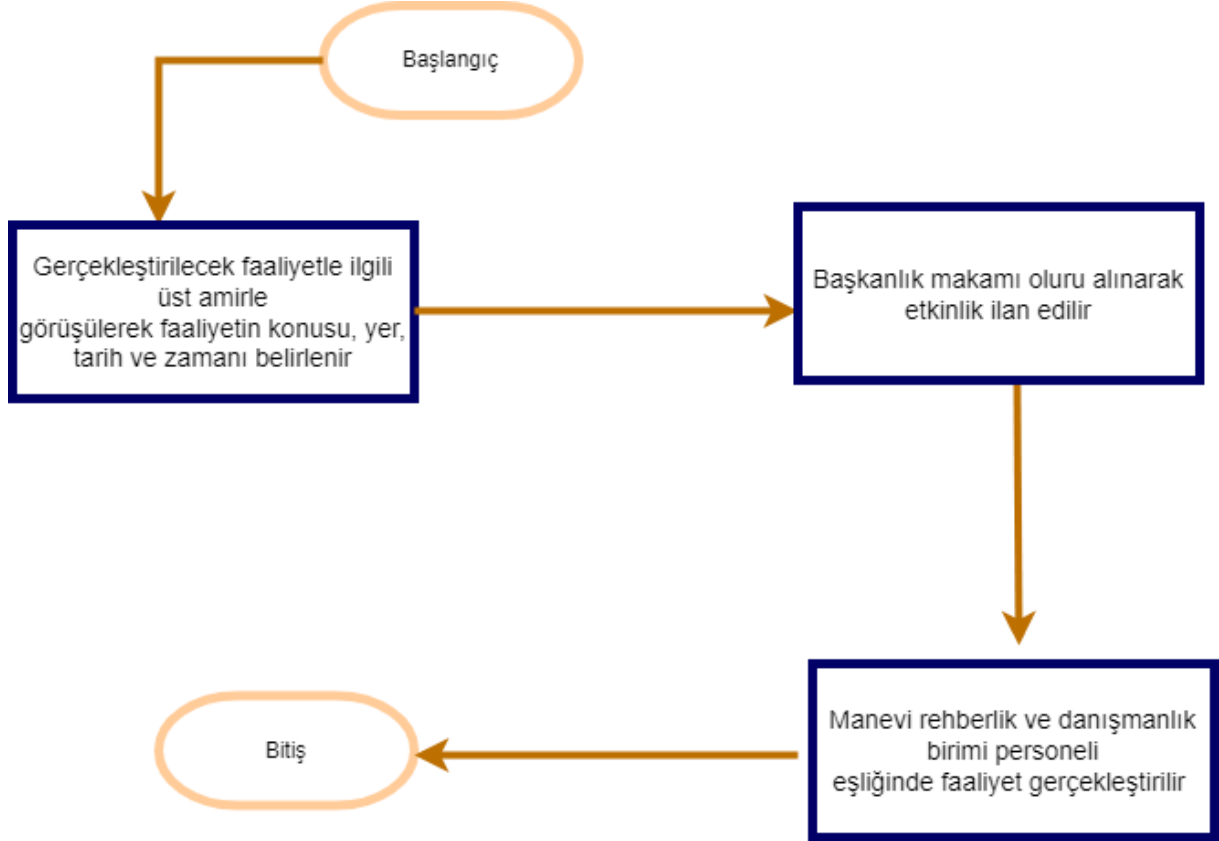 Başlangıç
Gerçekleştirilecek faaliyetle ilgili
üst amirle
görüşülerek faaliyetin konusu, yer,
tarih ve zamanı belirlenir
Başkanlık makamı oluru alınarak
etkinlik ilan edilir
Manevi rehberlik ve danışmanlık
birimi personeli
eşliğinde faaliyet gerçekleştirilir
Bitiş